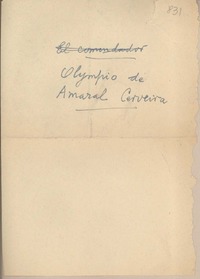 831
El comendador
Olympio de
Amaral Cerveira